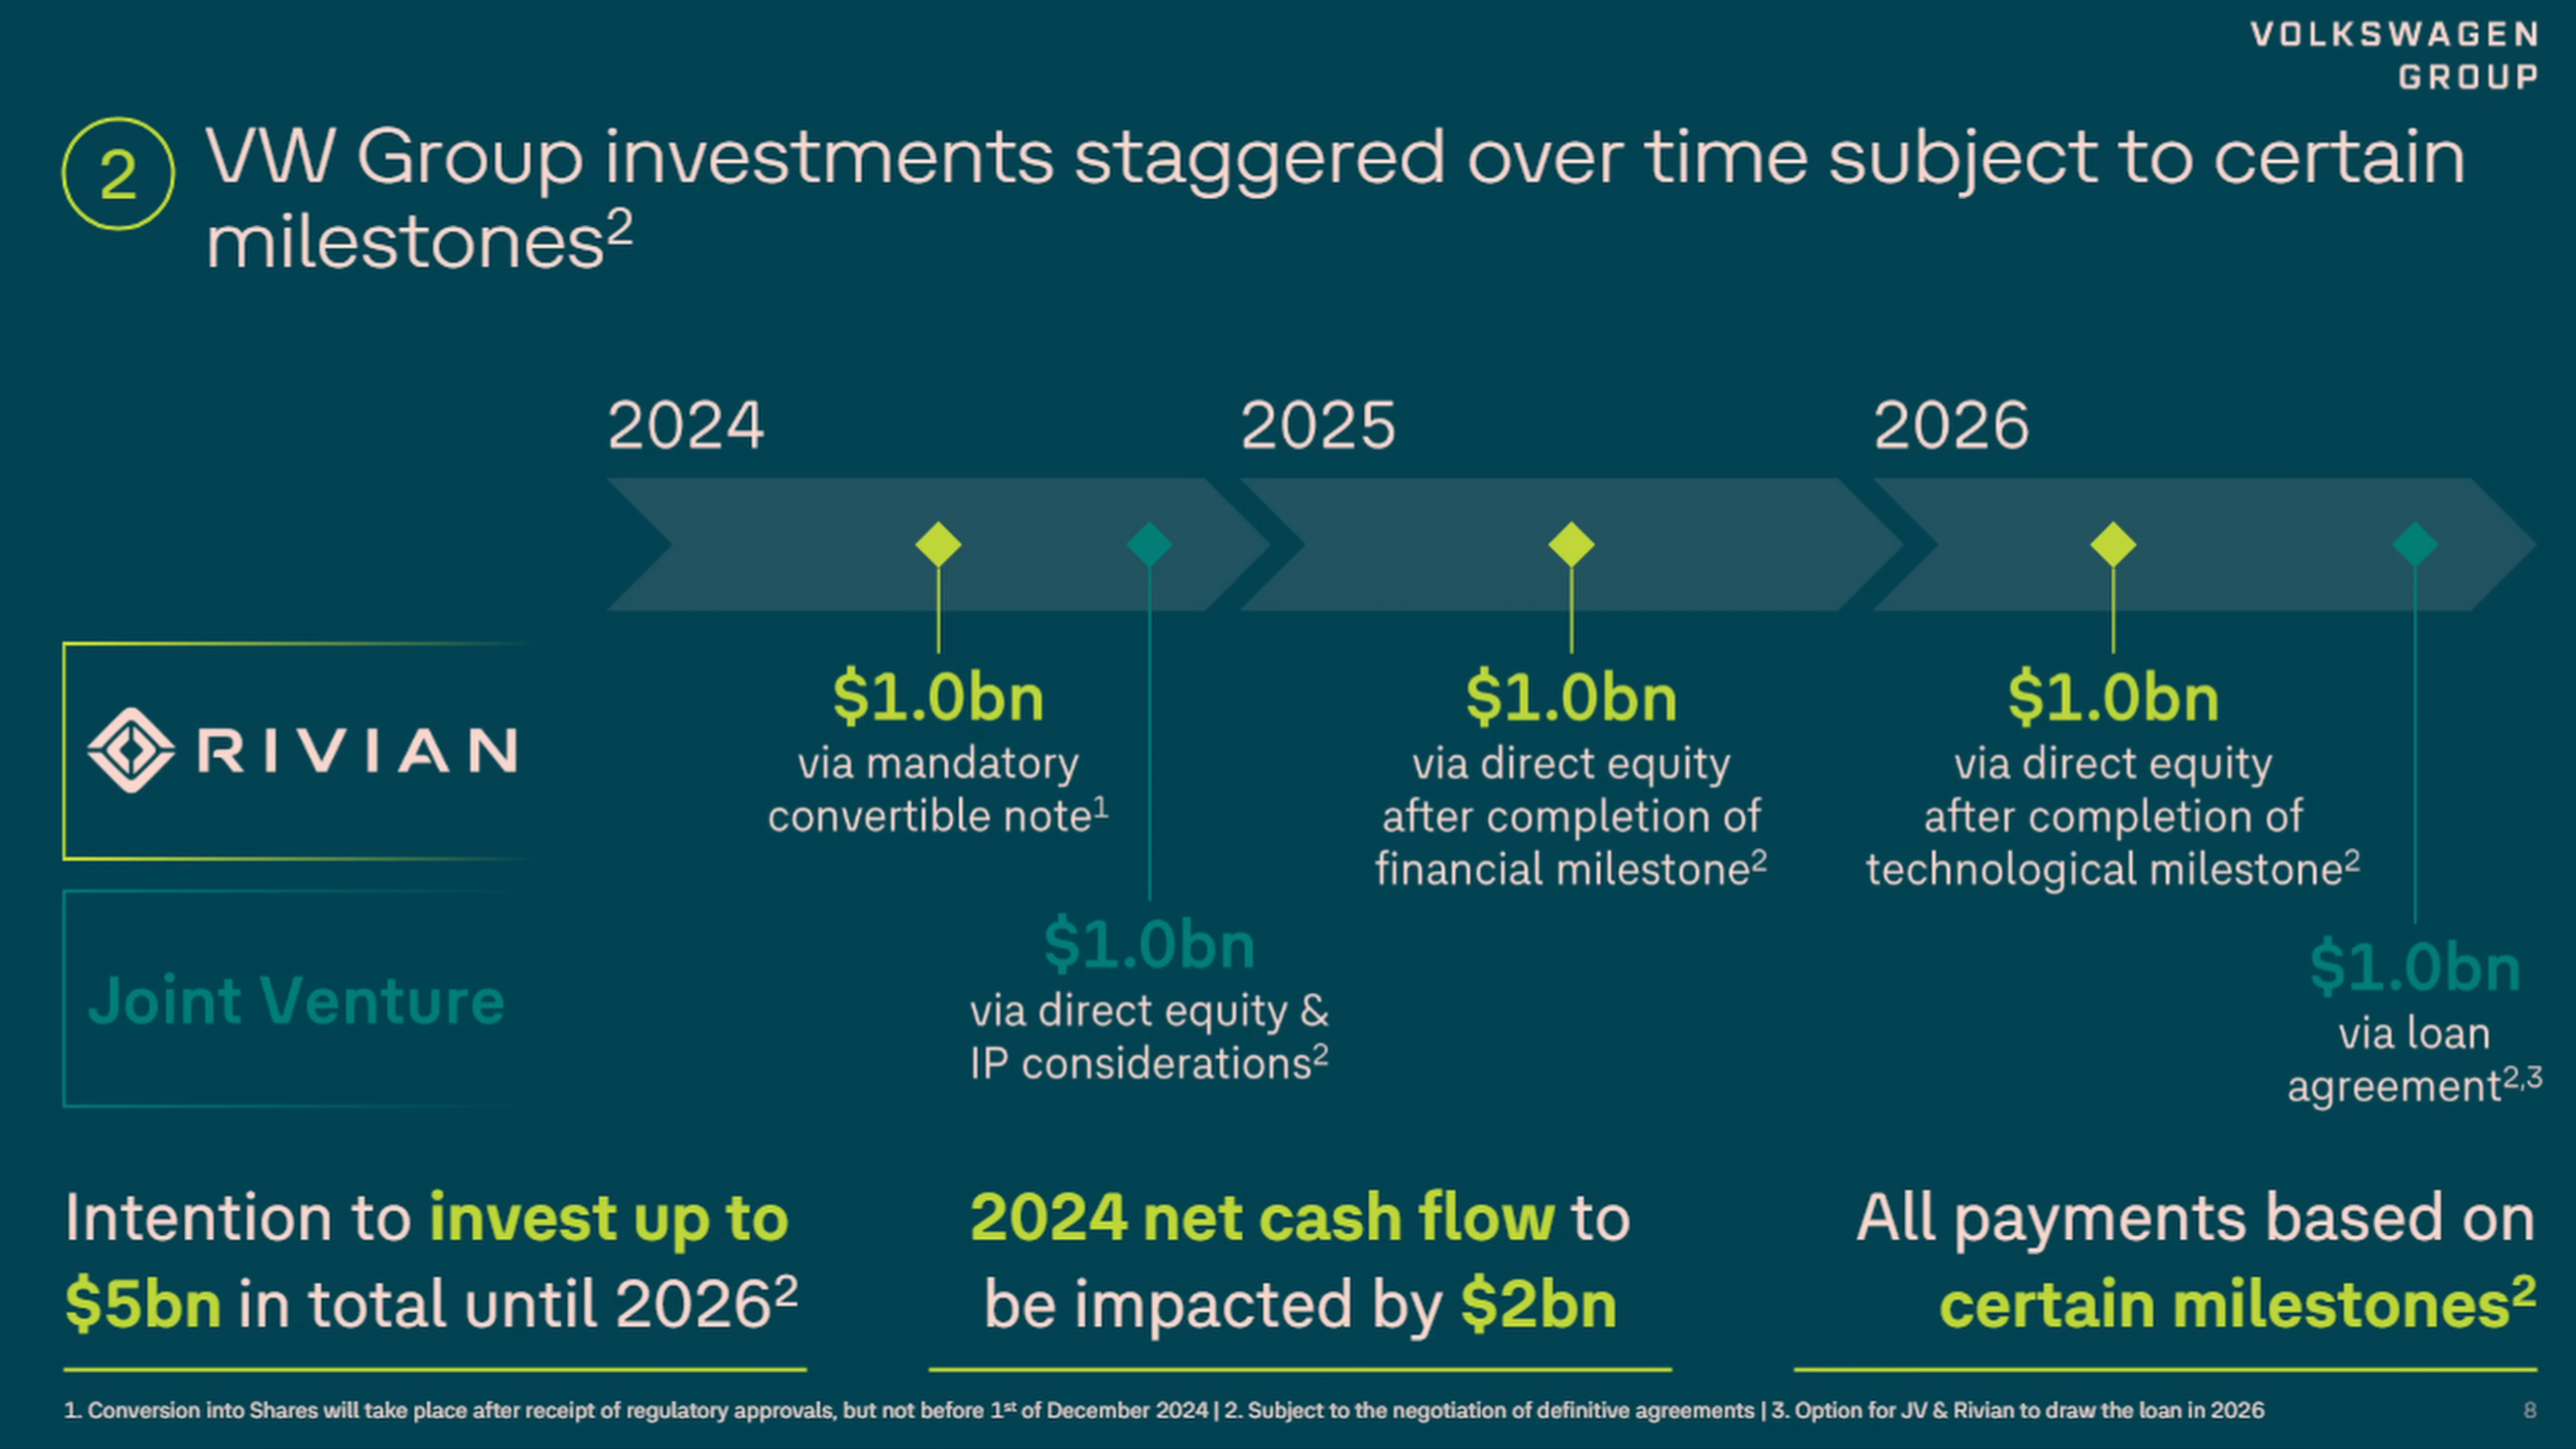 VOLKSWAGEN
GROUP
2
VW Group investments staggered over time subject to certain
milestones²
2024
2025
2026
RIVIAN
$1.0bn
via mandatory
convertible note¹
$1.0bn
via direct equity
after completion of
financial milestone²
$1.0bn
via direct equity
after completion of
technological milestone²
Joint Venture
$1.0bn
via direct equity &
IP considerations²
$1.0bn
via loan
agreement²,³
Intention to invest up to
$5bn in total until 2026²
2024 net cash flow to
be impacted by $2bn
All payments based on
certain milestones²
1. Conversion into Shares will take place after receipt of regulatory approvals, but not before 1ˢᵗ of December 2024 | 2. Subject to the negotiation of definitive agreements | 3. Option for JV & Rivian to draw the loan in 2026
8